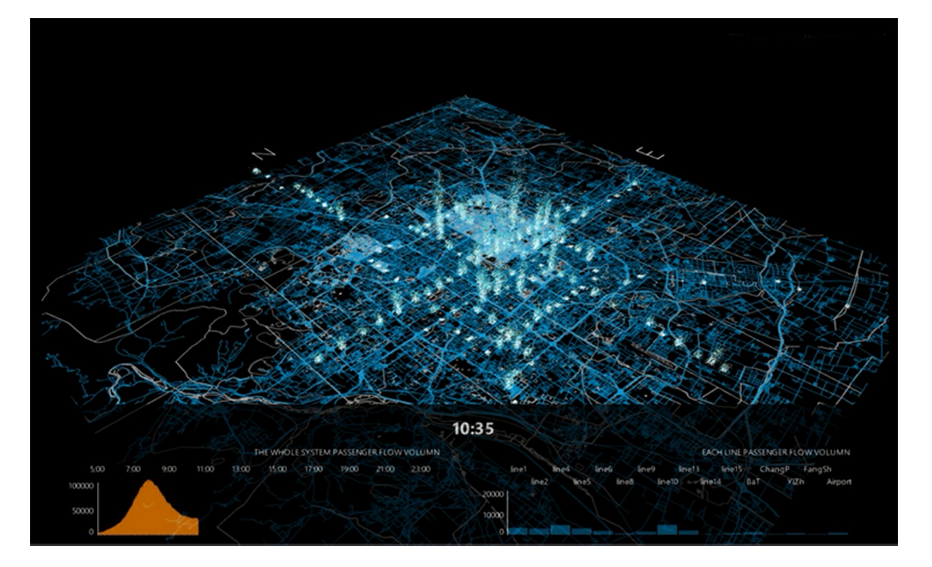 N
E
10:35
THE WHOLE SYSTEM PASSENGER FLOW VOLUMN
5:00 7:00 9:00 11:00 13:00 15:00 17:00 19:00 21:00 23:00
100000
50000
0
EACH LINE PASSENGER FLOW VOLUMN
line1 line4 line6 line9 line13 line15 ChangP FangSh
line2 line5 line8 line10 line14 BaT YiZh Airport
20000
10000
0